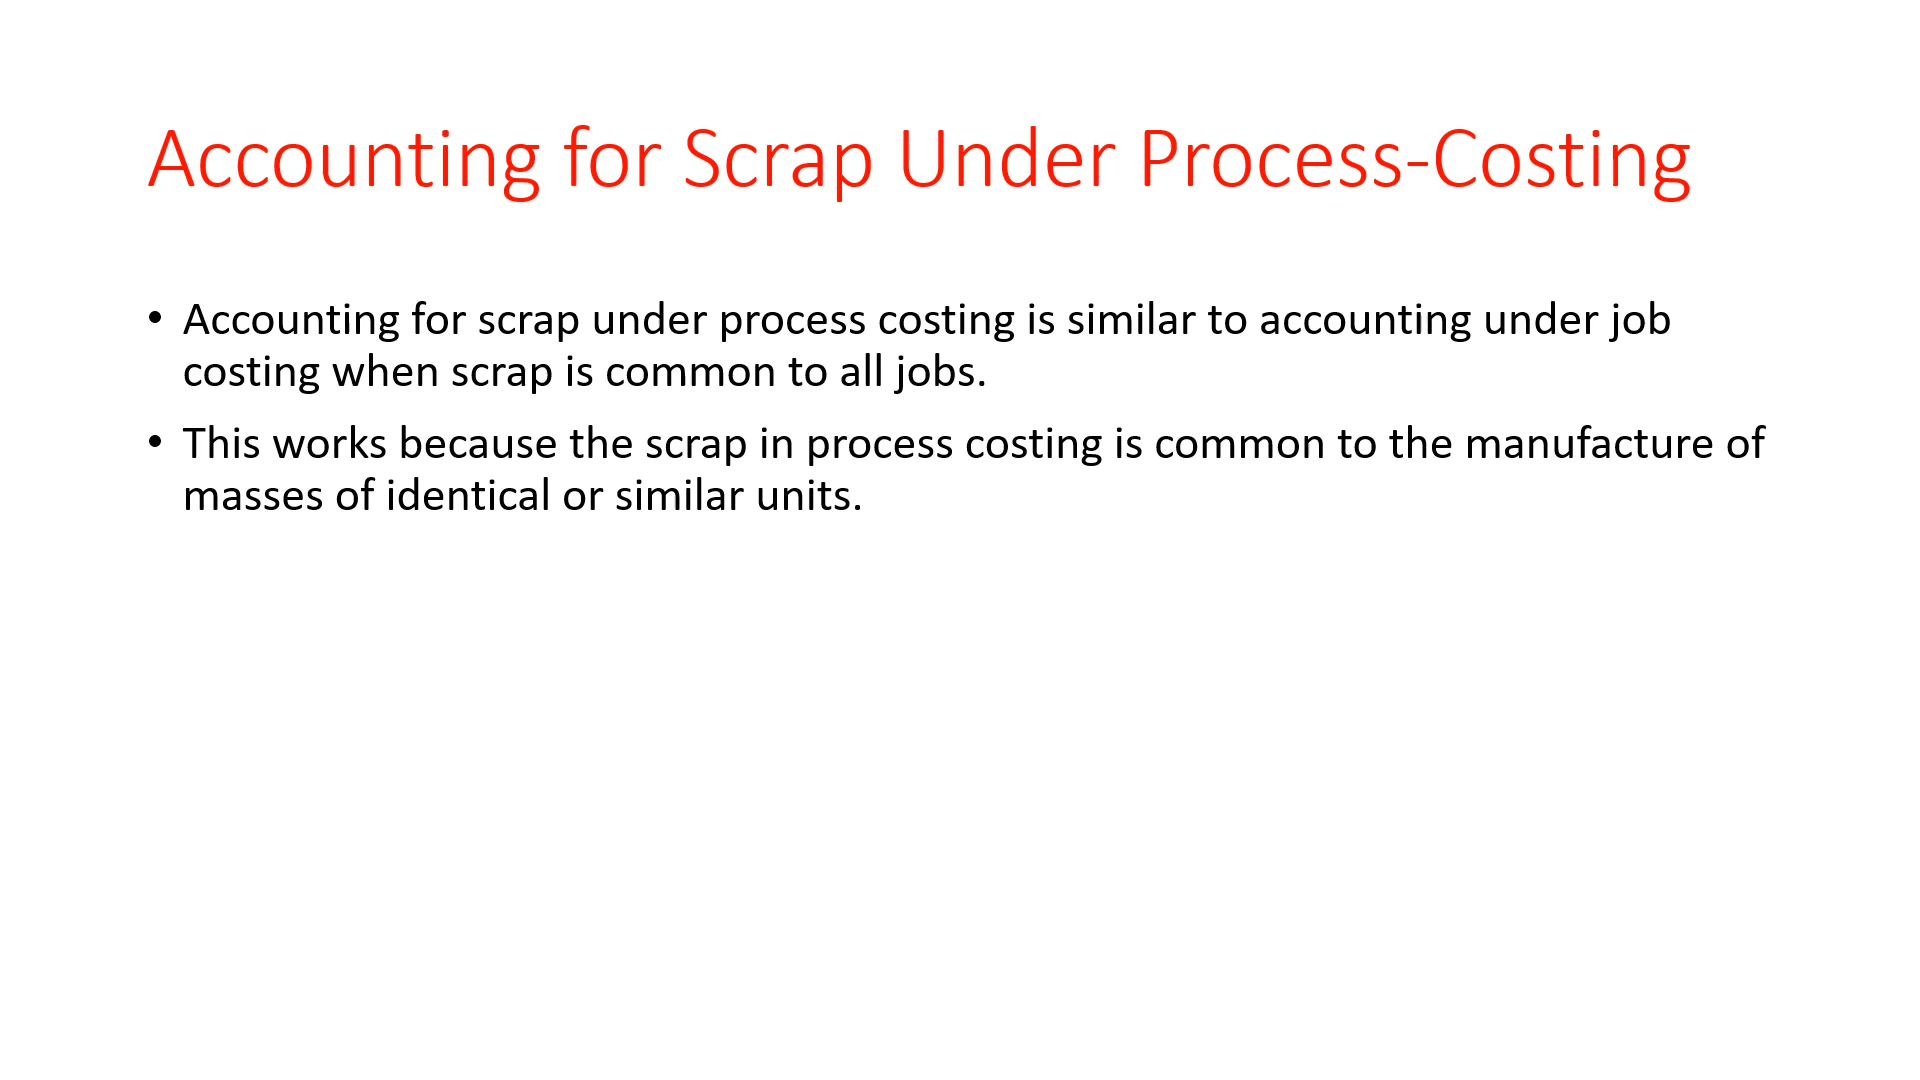 Accounting for Scrap Under Process-Costing
• Accounting for scrap under process costing is similar to accounting under job
costing when scrap is common to all jobs.
• This works because the scrap in process costing is common to the manufacture of
masses of identical or similar units.